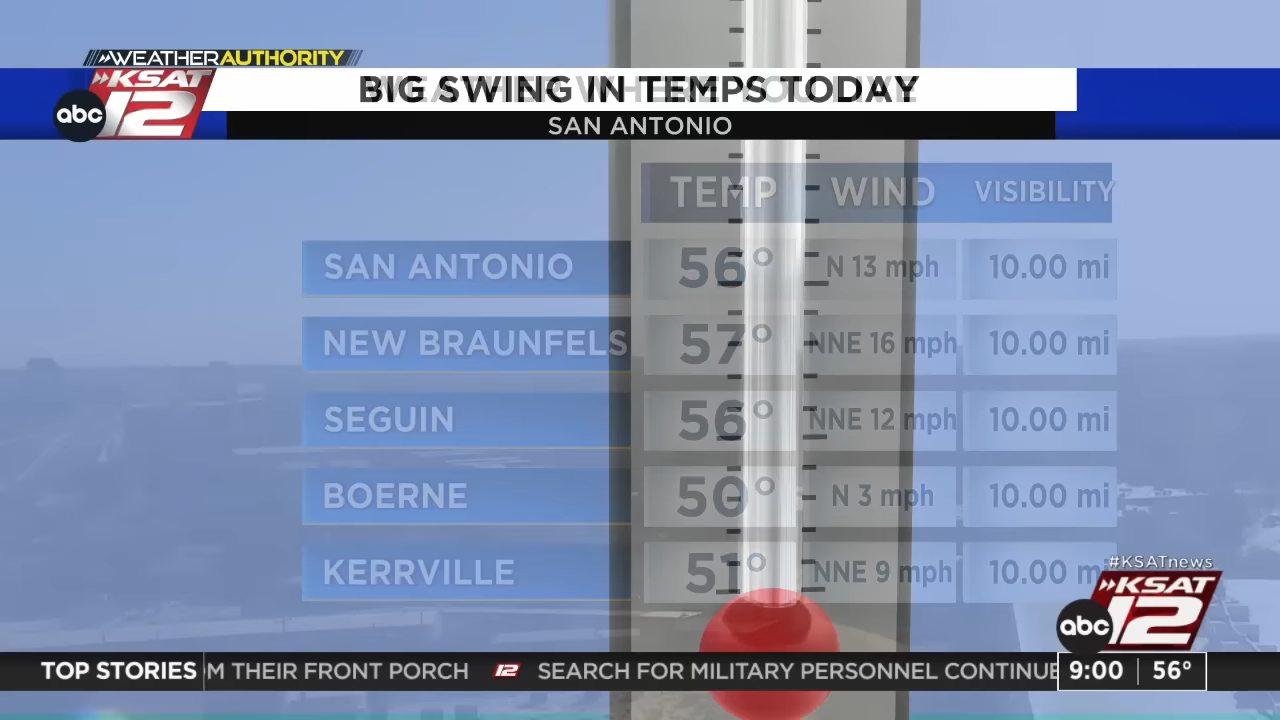 WEATHERAUTHORITY
KSAT
abc 12
BIG SWING IN TEMPS TODAY
SAN ANTONIO
TEMP WIND VISIBILITY
SAN ANTONIO 56° N 13 mph 10.00 mi
NEW BRAUNFELS 57° NNE 16 mph 10.00 mi
SEGUIN 56° NNE 12 mph 10.00 mi
BOERNE 50° N 3 mph 10.00 mi
KERRVILLE 51° NNE 9 mph 10.00 m
#KSATnews
KSAT
abc 12
TOP STORIES M THEIR FRONT PORCH 12 SEARCH FOR MILITARY PERSONNEL CONTINUE 9:00 56°